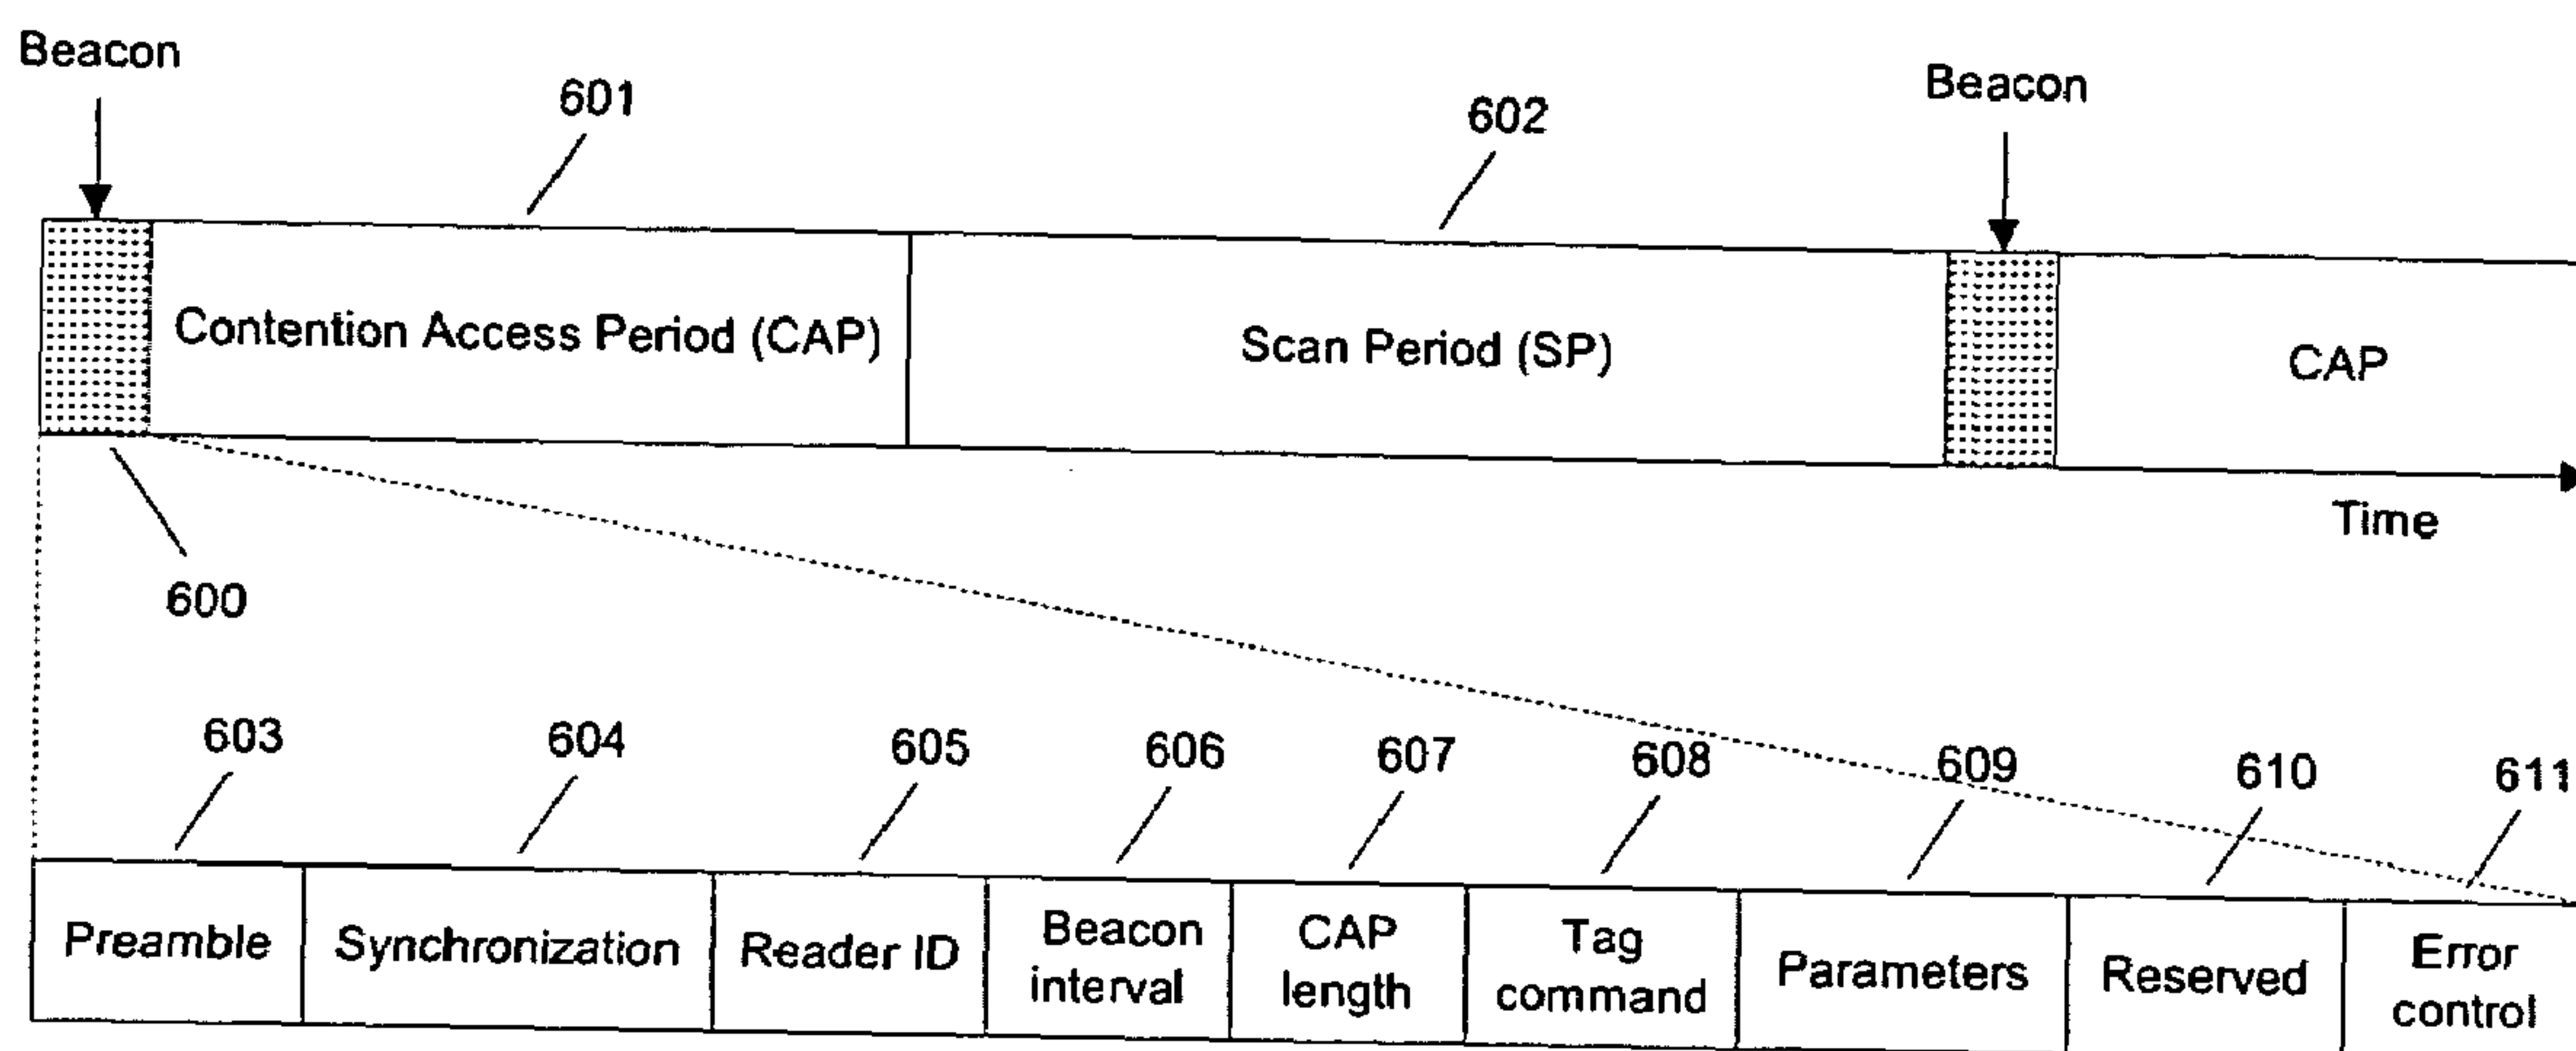 Beacon
601
602
Beacon
Contention Access Period (CAP)
Scan Period (SP)
CAP
Time
600
603
604
605
606
607
608
609
610
611
Preamble
Synchronization
Reader ID
Beacon
interval
CAP
length
Tag
command
Parameters
Reserved
Error
control